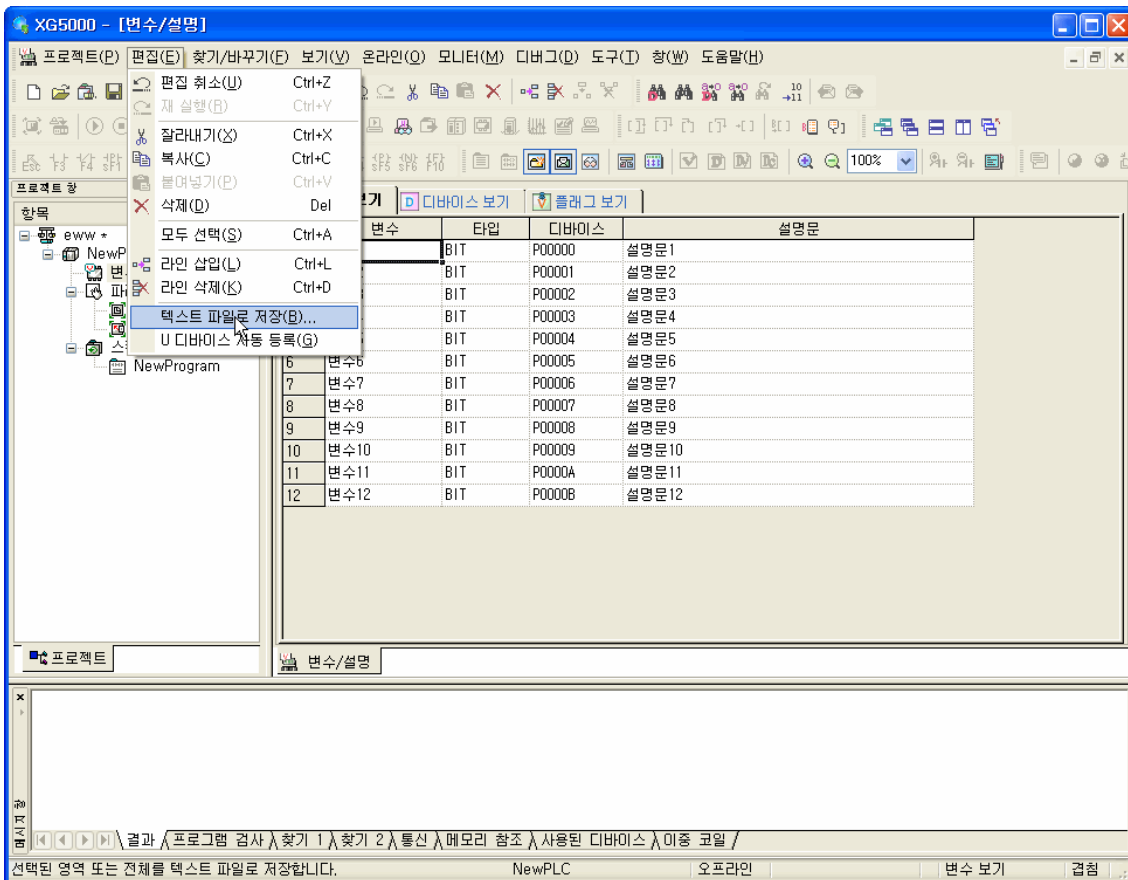 XG5000 - [변수/설명]
프로젝트(P) 편집(E) 찾기/바꾸기(F) 보기(V) 온라인(O) 모니터(M) 디버그(D) 도구(T) 창(W) 도움말(H)
편집 취소(U) Ctrl+Z
재 실행(R) Ctrl+Y
잘라내기(X) Ctrl+X
복사(C) Ctrl+C
붙여넣기(P) Ctrl+V
삭제(D) Del
모두 선택(S) Ctrl+A
라인 삽입(L) Ctrl+L
라인 삭제(K) Ctrl+D
텍스트 파일로 저장(B)...
U 디바이스 자동 등록(G)
100%
프로젝트 창
항목
eww *
NewP
변
파
스
NewProgram
프로젝트
보기 디바이스 보기 플래그 보기
변수 타입 디바이스 설명문
BIT P00000 설명문1
BIT P00001 설명문2
BIT P00002 설명문3
BIT P00003 설명문4
BIT P00004 설명문5
6 변수6 BIT P00005 설명문6
7 변수7 BIT P00006 설명문7
8 변수8 BIT P00007 설명문8
9 변수9 BIT P00008 설명문9
10 변수10 BIT P00009 설명문10
11 변수11 BIT P0000A 설명문11
12 변수12 BIT P0000B 설명문12
변수/설명
결과 프로그램 검사 찾기 1 찾기 2 통신 메모리 참조 사용된 디바이스 이중 코일
선택된 영역 또는 전체를 텍스트 파일로 저장합니다. NewPLC 오프라인 변수 보기 겹침